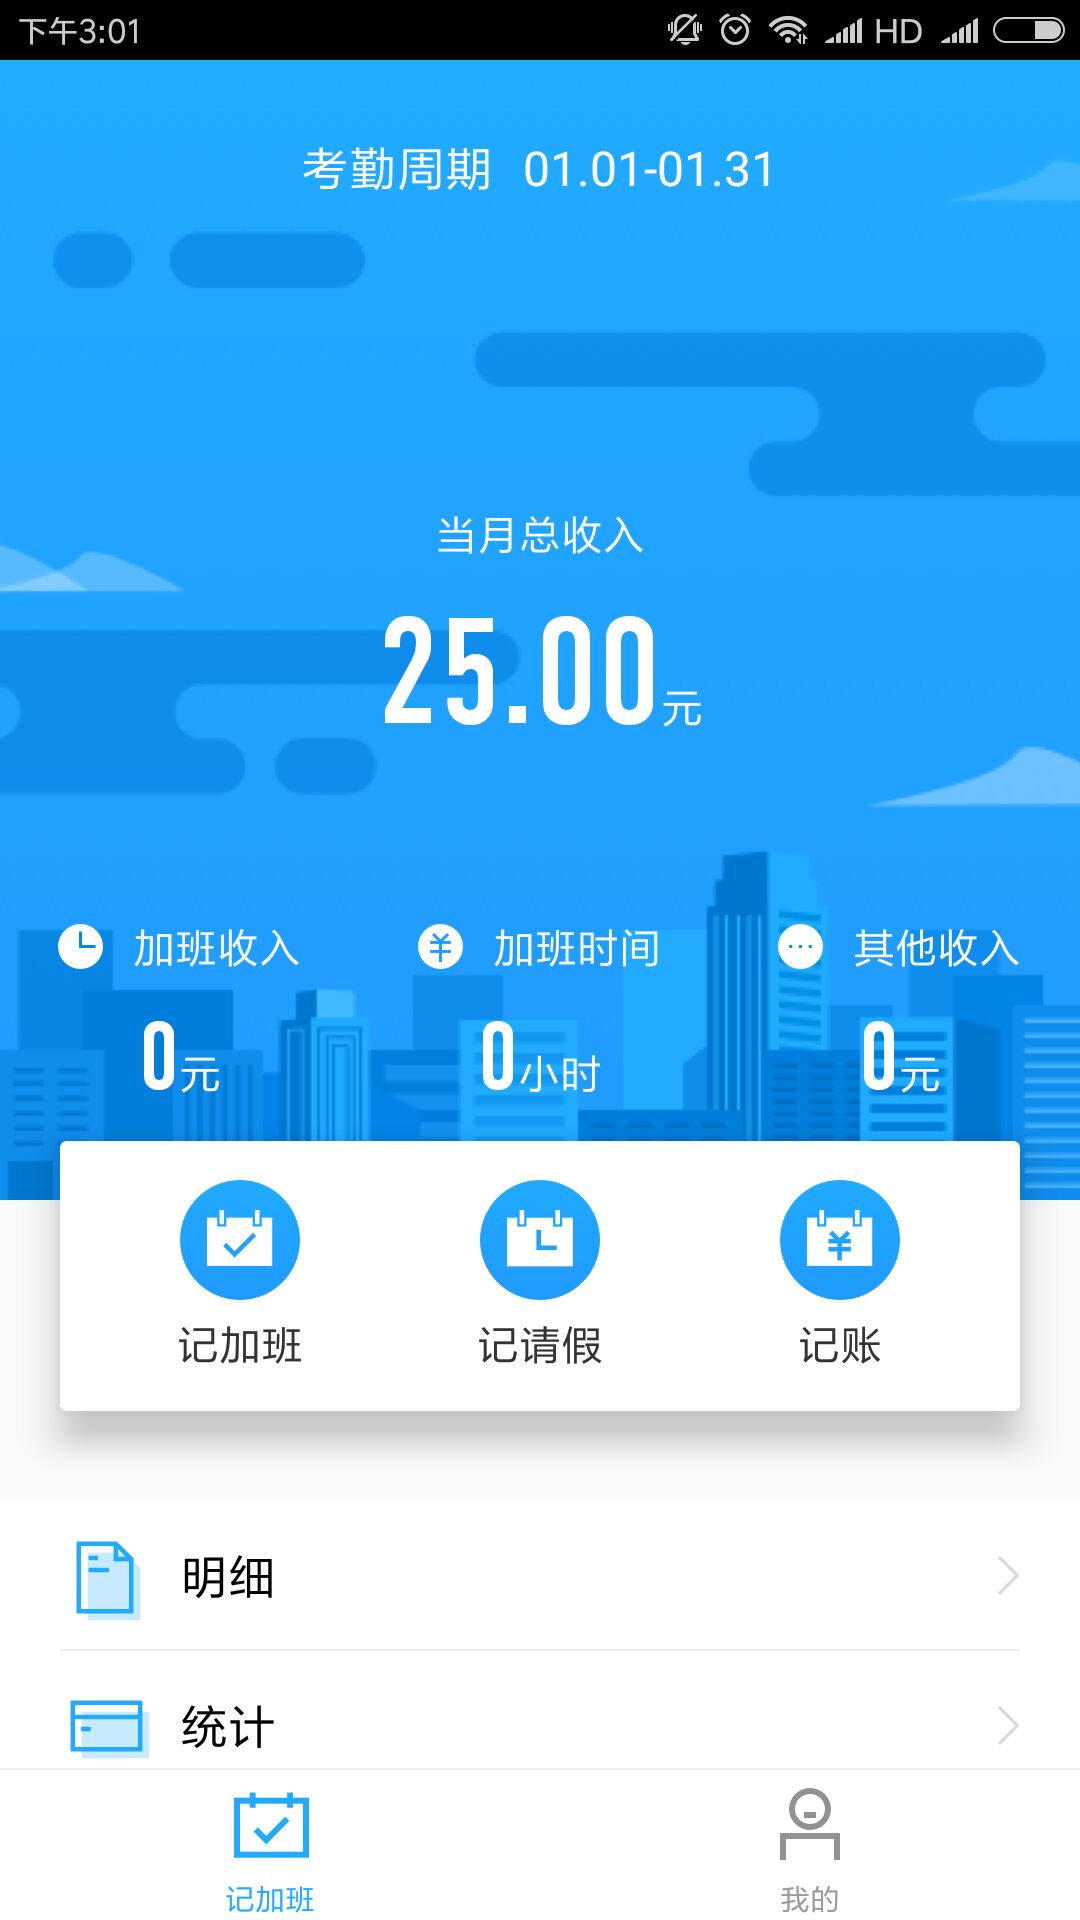 下午3:01 HD
考勤周期 01.01-01.31
当月总收入
25.00元
加班收入 加班时间 其他收入
0元 0小时 0元
记加班 记请假 记账
明细
统计
记加班 我的